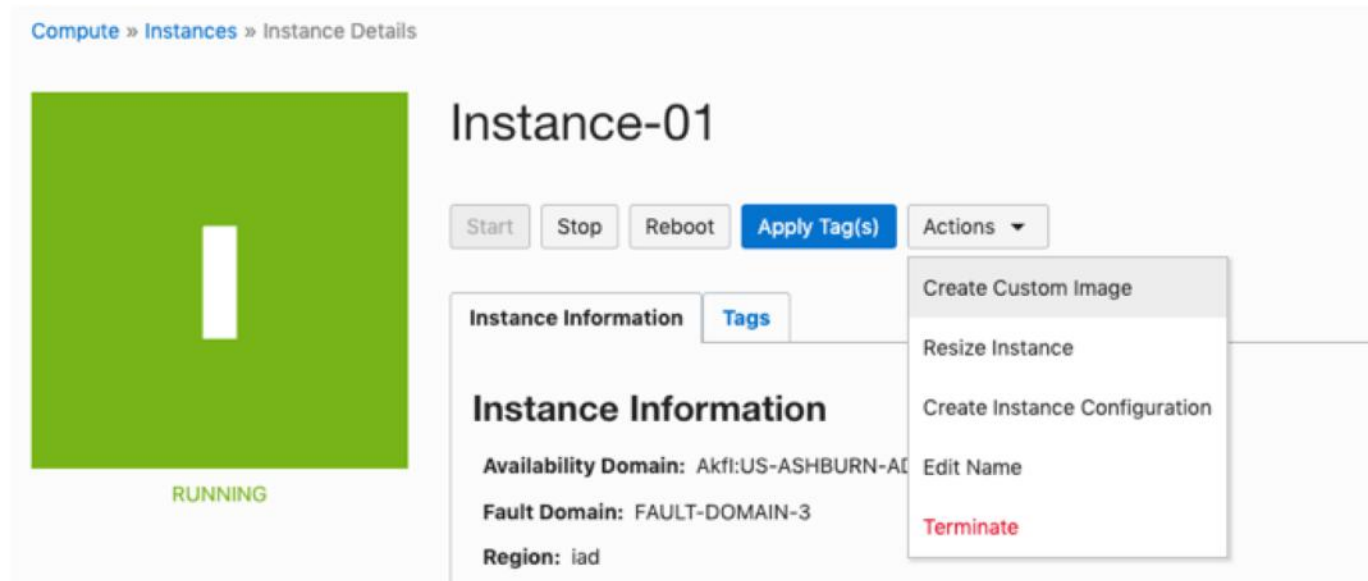 Compute » Instances » Instance Details
Instance-01
Start Stop Reboot Apply Tag(s) Actions
Create Custom Image
Resize Instance
Create Instance Configuration
Edit Name
Terminate
Instance Information Tags
Instance Information
Availability Domain: Akfl:US-ASHBURN-AD
Fault Domain: FAULT-DOMAIN-3
Region: iad
RUNNING